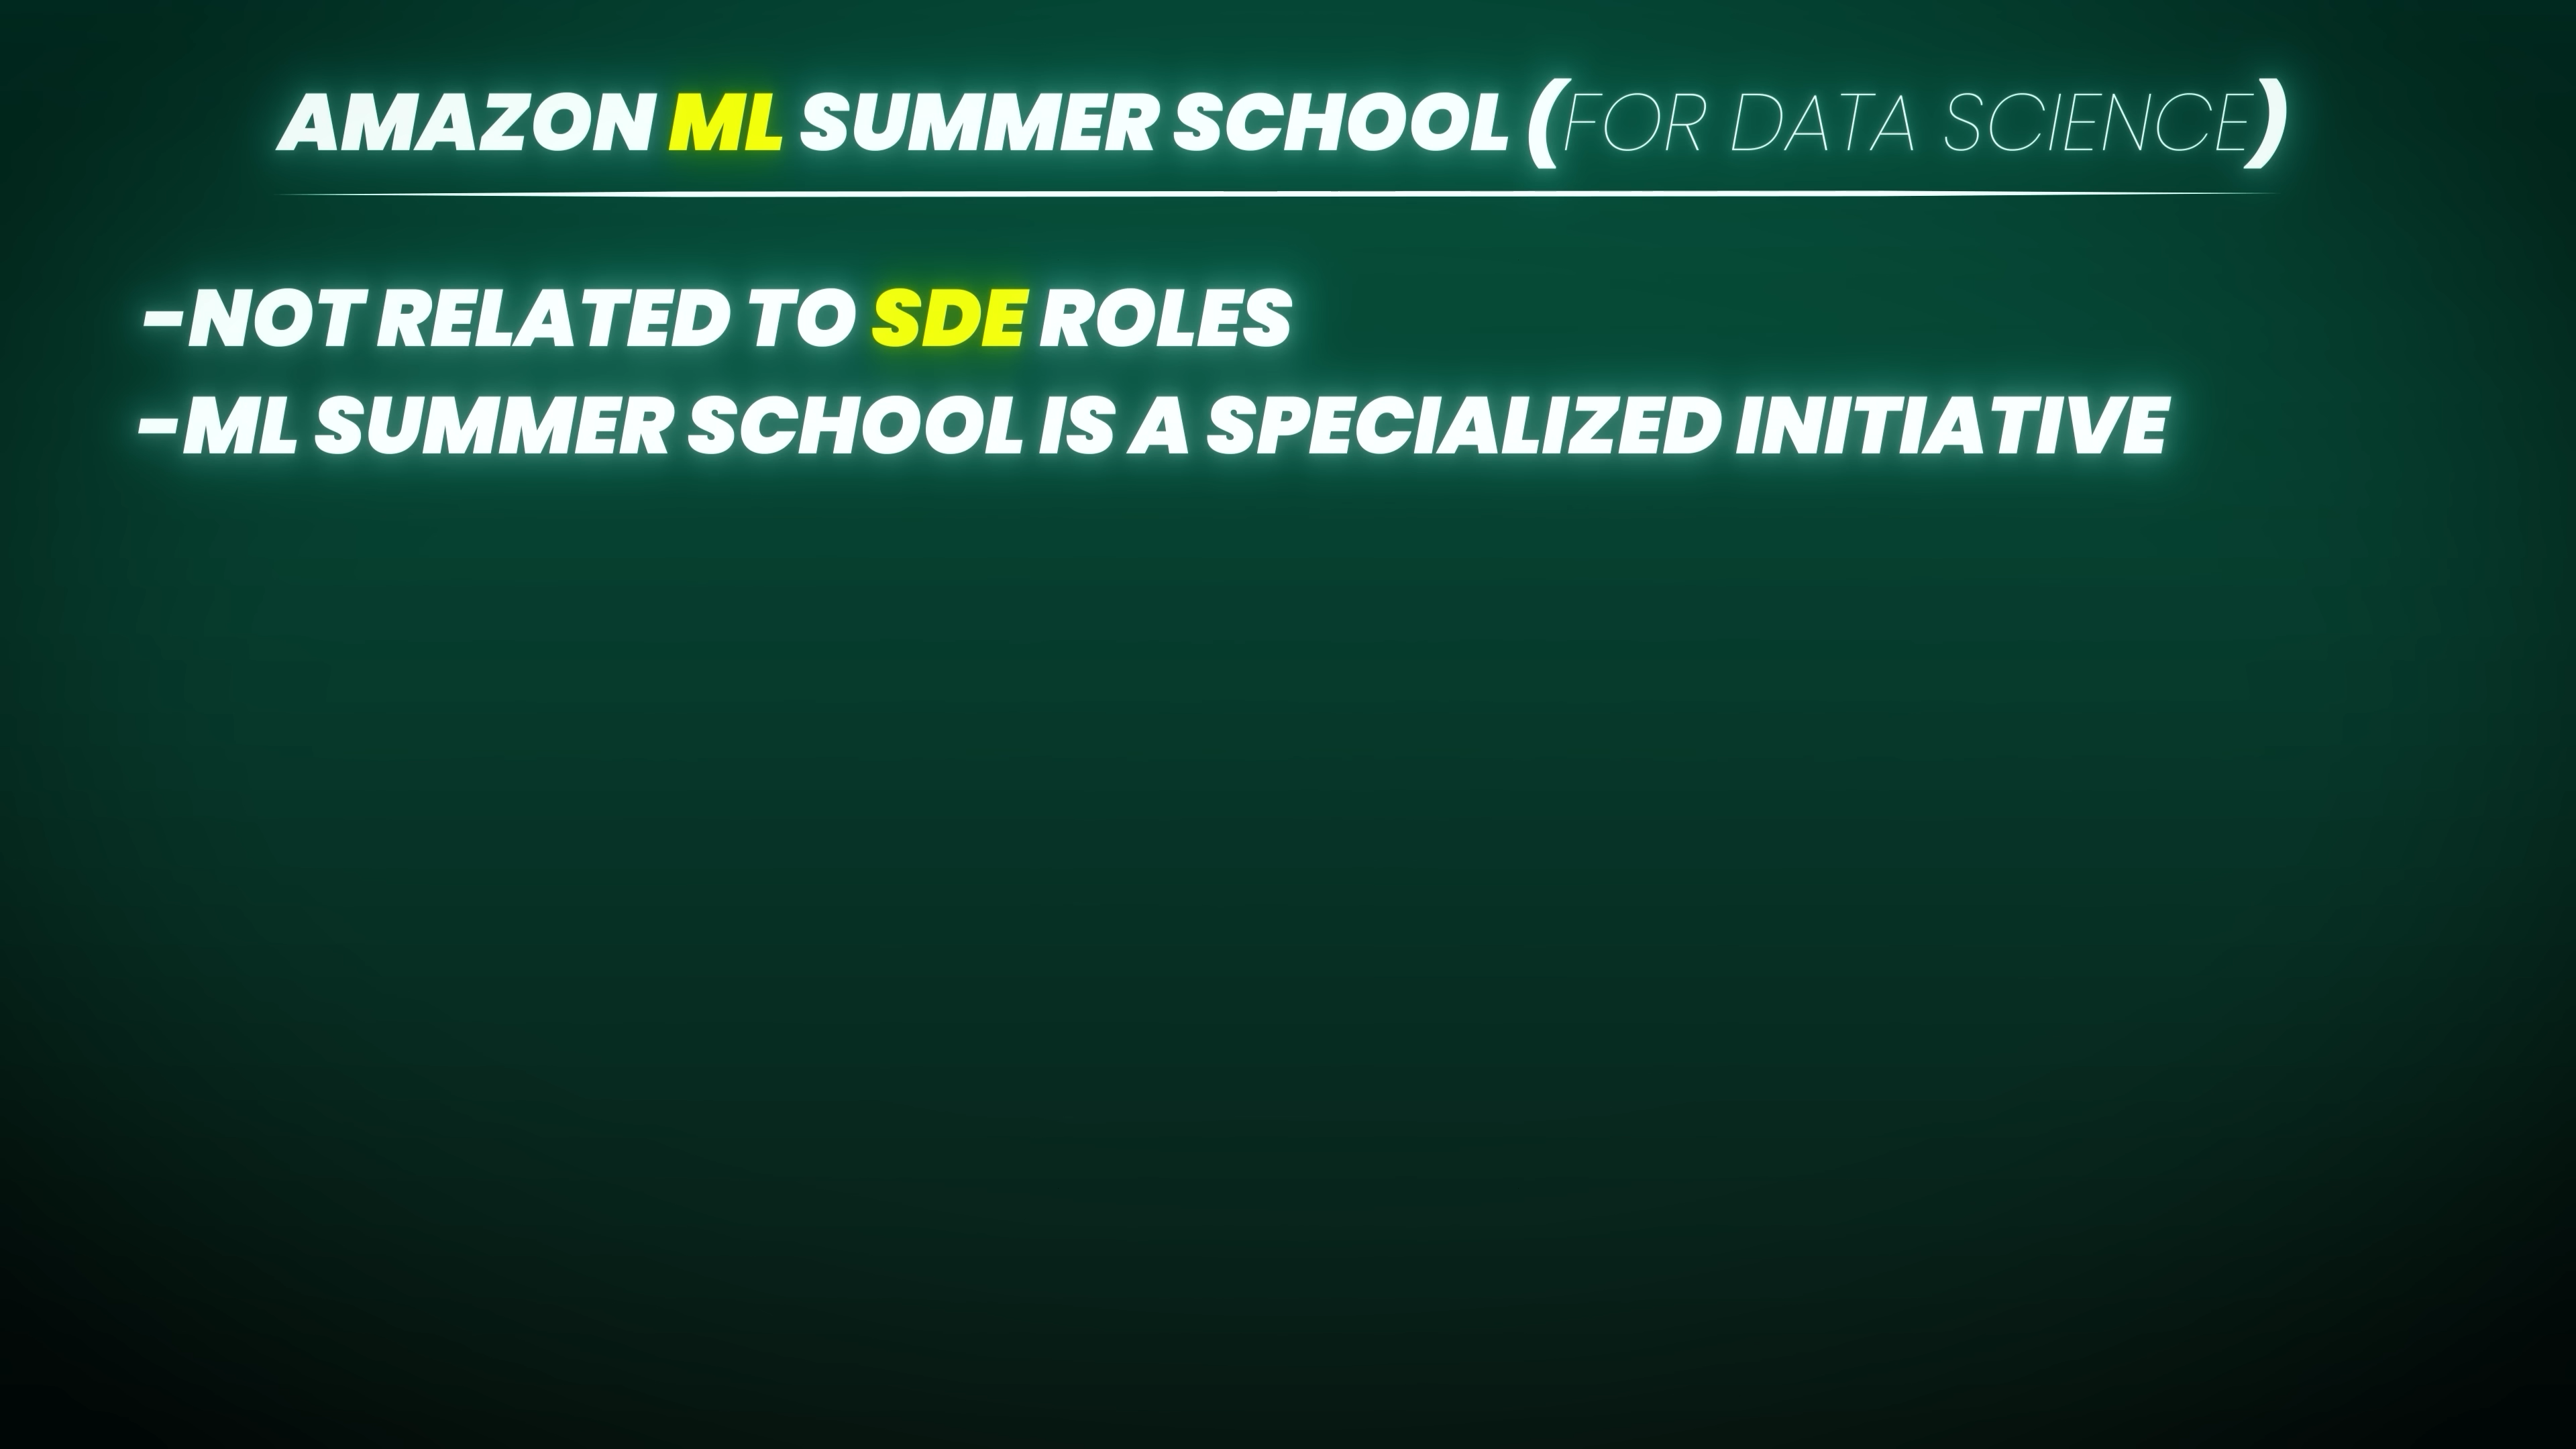 AMAZON ML SUMMER SCHOOL (FOR DATA SCIENCE)
-NOT RELATED TO SDE ROLES
-ML SUMMER SCHOOL IS A SPECIALIZED INITIATIVE